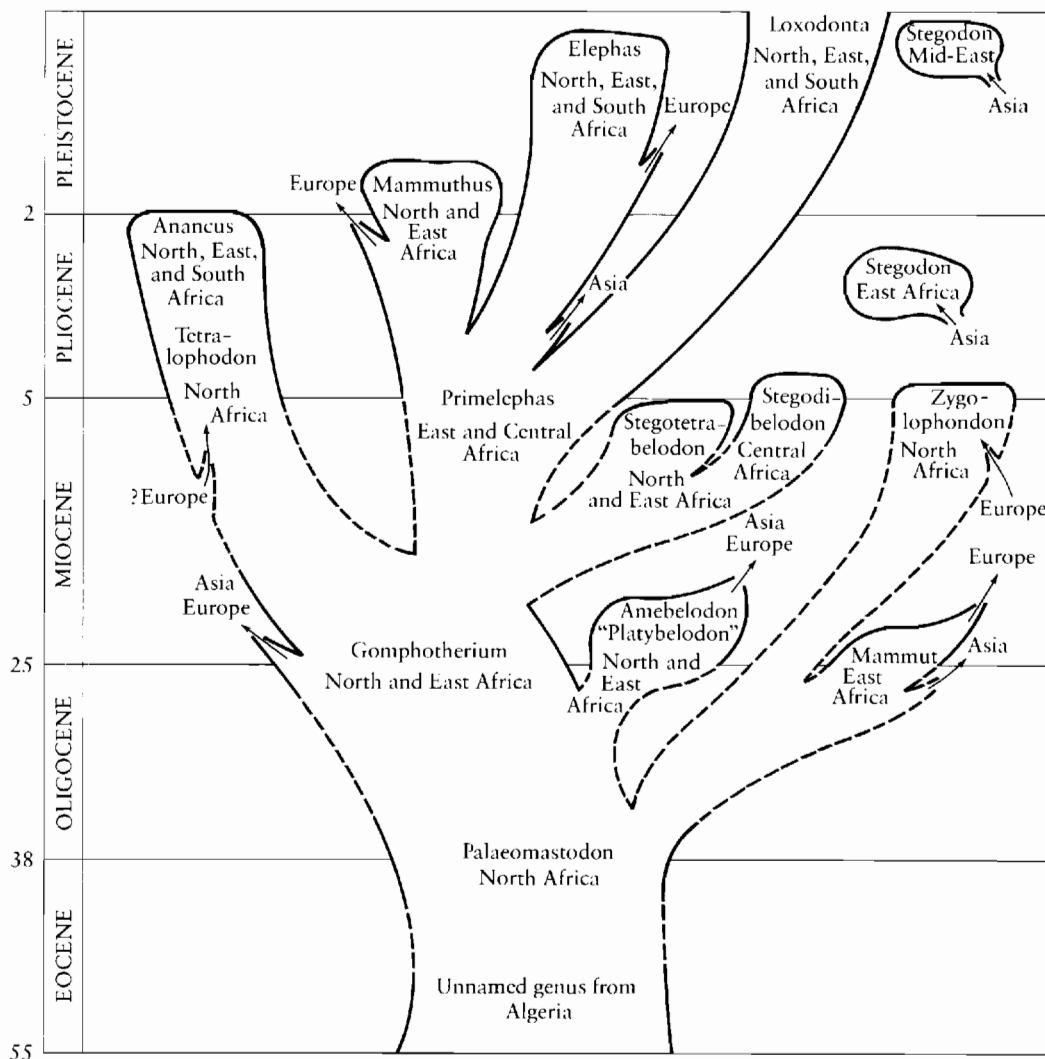 PLEISTOCENE
2
PLIOCENE
5
MIOCENE
25
OLIGOCENE
38
EOCENE
55
Loxodonta
North, East,
and South
Africa
Stegodon
Mid-East
Asia
Elephas
North, East,
and South
Africa
Europe
Europe
Mammuthus
North and
East
Africa
Anancus
North, East,
and South
Africa
Tetra-
lophodon
North
Africa
?Europe
Asia
Stegodon
East Africa
Asia
Primelephas
East and Central
Africa
Stegotetra-
belodon
North
and East Africa
Stegodi-
belodon
Central
Africa
Zygo-
lophondon
North
Africa
Europe
Asia
Europe
Asia
Europe
Gomphotherium
North and East Africa
Amebelodon
"Platybelodon"
North and
East
Africa
Europe
Mammut
East
Africa
Asia
Palaeomastodon
North Africa
Unnamed genus from
Algeria